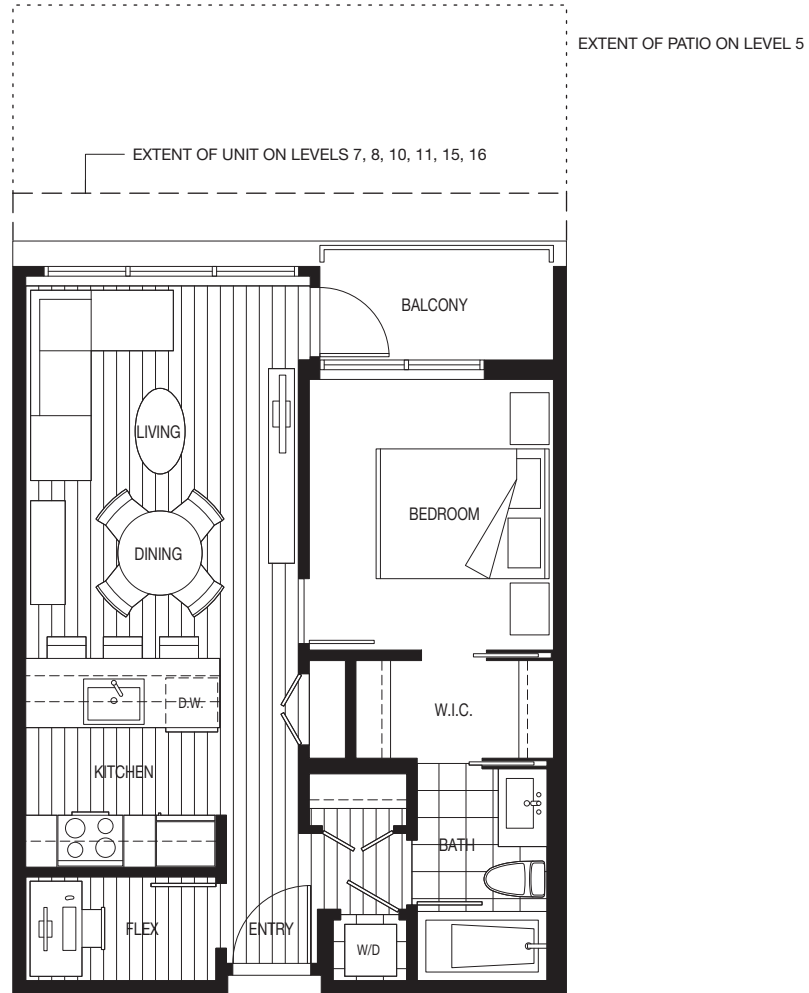 EXTENT OF PATIO ON LEVEL 5
EXTENT OF UNIT ON LEVELS 7, 8, 10, 11, 15, 16
BALCONY
LIVING
BEDROOM
DINING
D.W.
W.I.C.
KITCHEN
BATH
FLEX
ENTRY
W/D